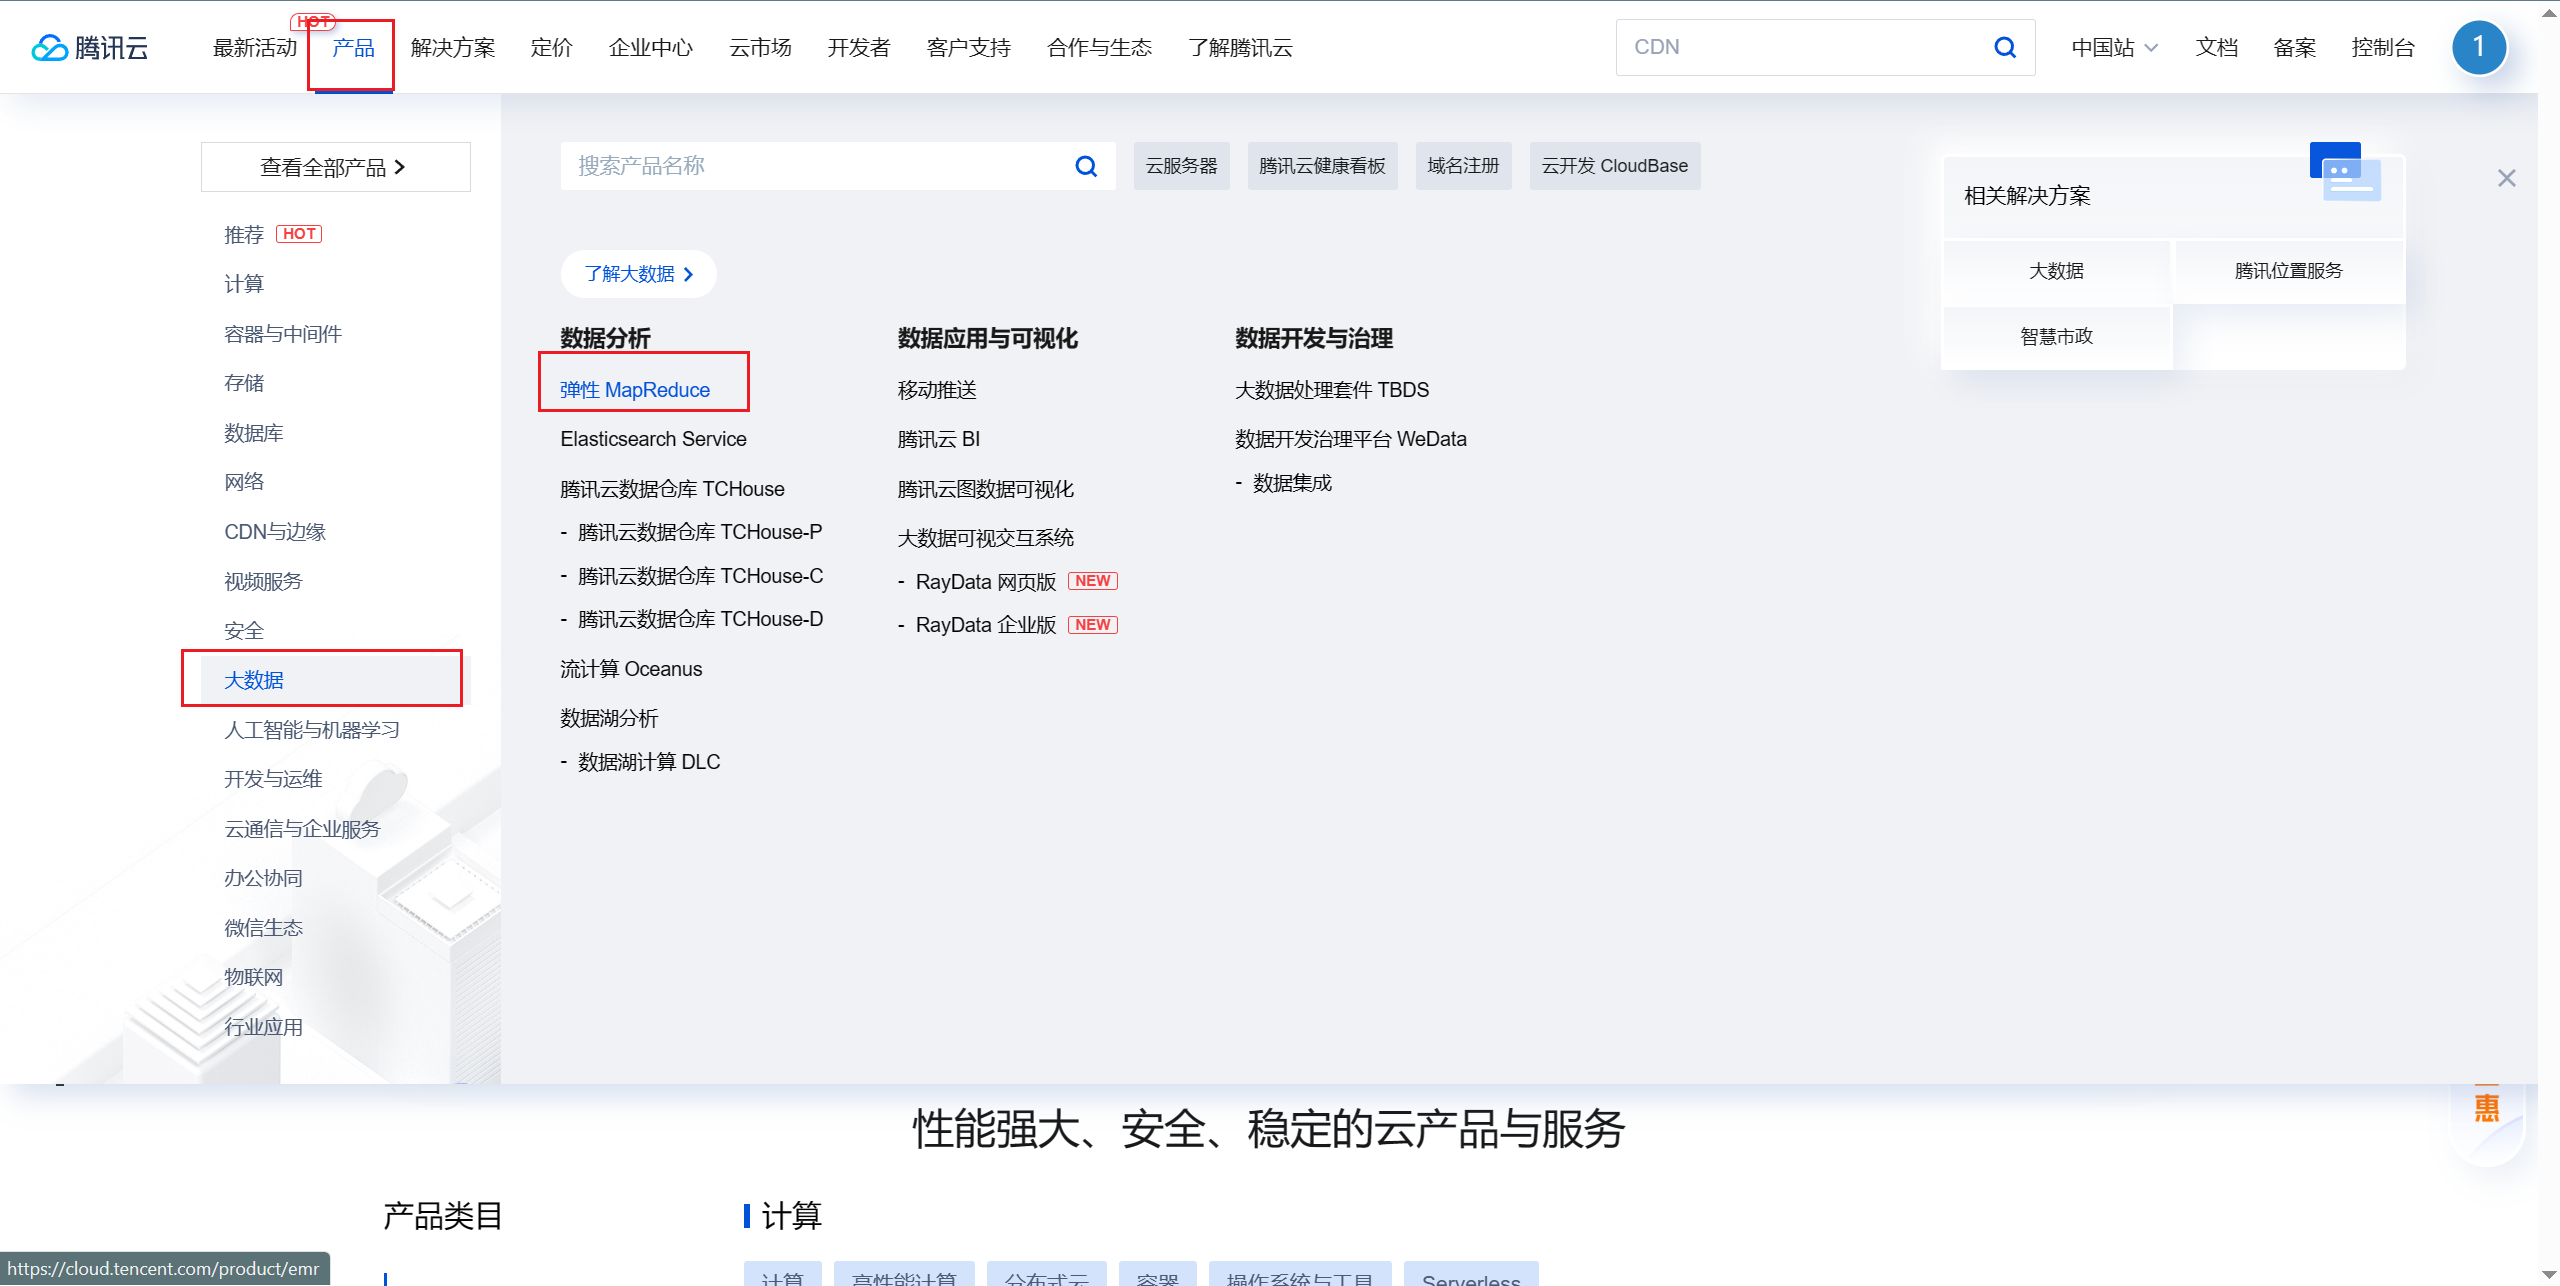 HOT
腾讯云
最新活动 产品 解决方案 定价 企业中心 云市场 开发者 客户支持 合作与生态 了解腾讯云 CDN 中国站 文档 备案 控制台 1
查看全部产品
推荐 HOT
计算
容器与中间件
存储
数据库
网络
CDN与边缘
视频服务
安全
大数据
人工智能与机器学习
开发与运维
云通信与企业服务
办公协同
微信生态
物联网
行业应用
搜索产品名称 云服务器 腾讯云健康看板 域名注册 云开发 CloudBase
了解大数据
数据分析
弹性 MapReduce
Elasticsearch Service
腾讯云数据仓库 TCHouse
- 腾讯云数据仓库 TCHouse-P
- 腾讯云数据仓库 TCHouse-C
- 腾讯云数据仓库 TCHouse-D
流计算 Oceanus
数据湖分析
- 数据湖计算 DLC
数据应用与可视化
移动推送
腾讯云 BI
腾讯云图数据可视化
大数据可视交互系统
- RayData 网页版 NEW
- RayData 企业版 NEW
数据开发与治理
大数据处理套件 TBDS
数据开发治理平台 WeData
- 数据集成
相关解决方案
大数据 腾讯位置服务
智慧市政
惠
性能强大、安全、稳定的云产品与服务
产品类目
计算
计算 高性能计算 分布式云 容器 操作系统与工具 Serverless
https://cloud.tencent.com/product/emr